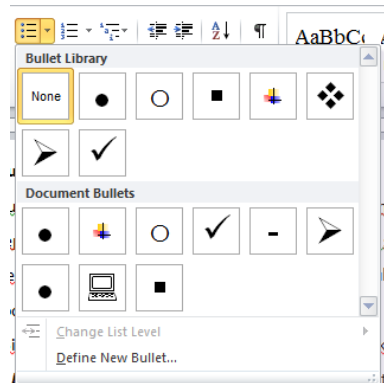 AaBbC
Bullet Library
None
Document Bullets
Change List Level
Define New Bullet...